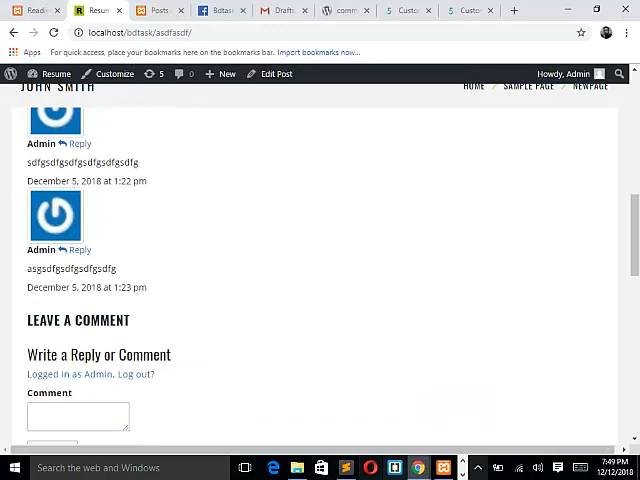 Readin
Resum
Posts
Bdtask
Drafts
comm
Custo
Custo
localhost/bdtask/asdfasdf/
Apps For quick access, place your bookmarks here on the bookmarks bar. Import bookmarks now...
Resume Customize 5 0 New Edit Post Howdy, Admin
JOHN SMITH HOME / SAMPLE PAGE / NEWPAGE
Admin Reply
sdfgsdfgsdfgsdfgsdfgsdfg
December 5, 2018 at 1:22 pm
Admin Reply
asgsdfgsdfgsdfgsdfg
December 5, 2018 at 1:23 pm
LEAVE A COMMENT
Write a Reply or Comment
Logged in as Admin. Log out?
Comment
Search the web and Windows
7:49 PM
12/12/2018